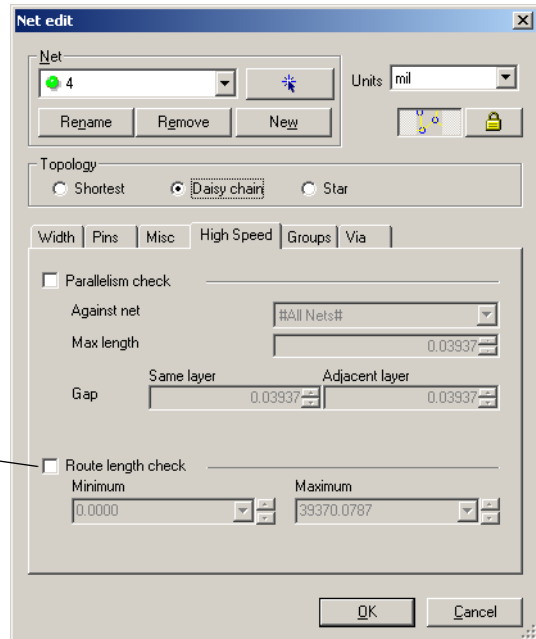 Net edit
Net
4
Units mil
Rename Remove New
Topology
Shortest Daisy chain Star
Width Pins Misc High Speed Groups Via
Parallelism check
Against net #All Nets#
Max length 0.03937
Same layer Adjacent layer
Gap 0.03937 0.03937
Route length check
Minimum Maximum
0.0000 39370.0787
OK Cancel